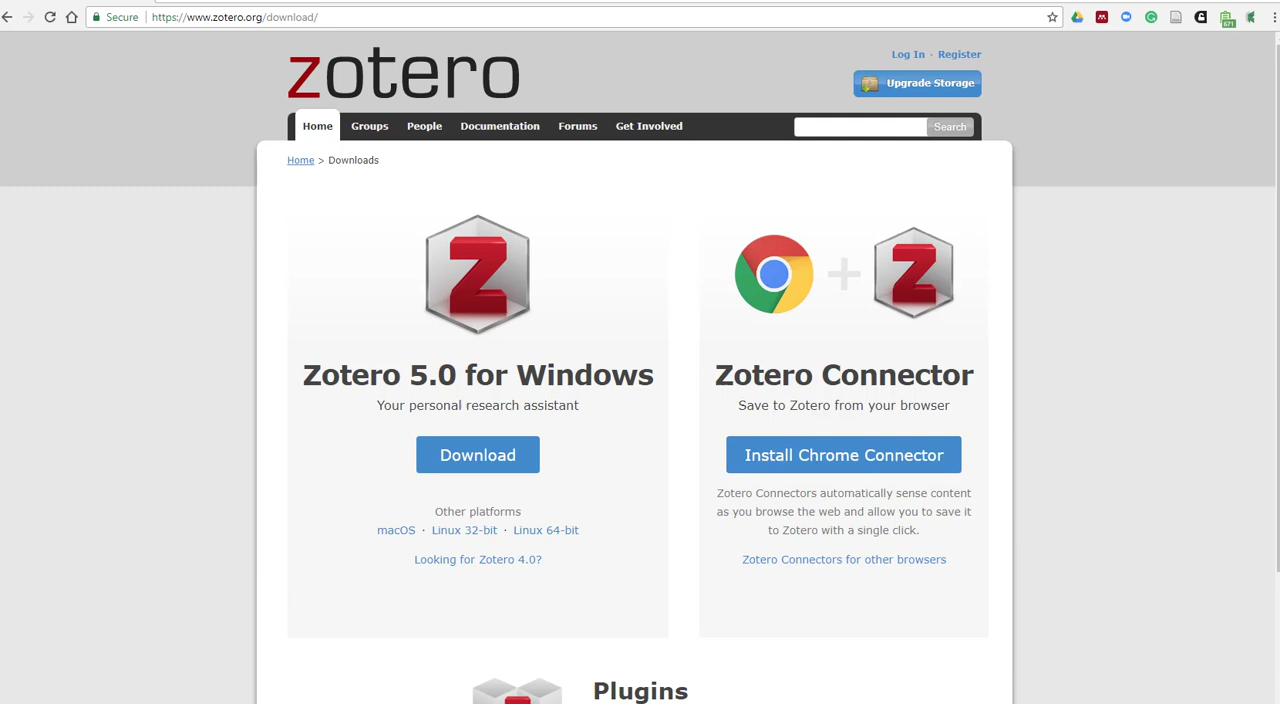 Secure https://www.zotero.org/download/
671
zotero
Log In · Register
Upgrade Storage
Home Groups People Documentation Forums Get Involved Search
Home > Downloads
Z
Z
Zotero 5.0 for Windows
Your personal research assistant
Download
Other platforms
macOS · Linux 32-bit · Linux 64-bit
Looking for Zotero 4.0?
Zotero Connector
Save to Zotero from your browser
Install Chrome Connector
Zotero Connectors automatically sense content
as you browse the web and allow you to save it
to Zotero with a single click.
Zotero Connectors for other browsers
Plugins